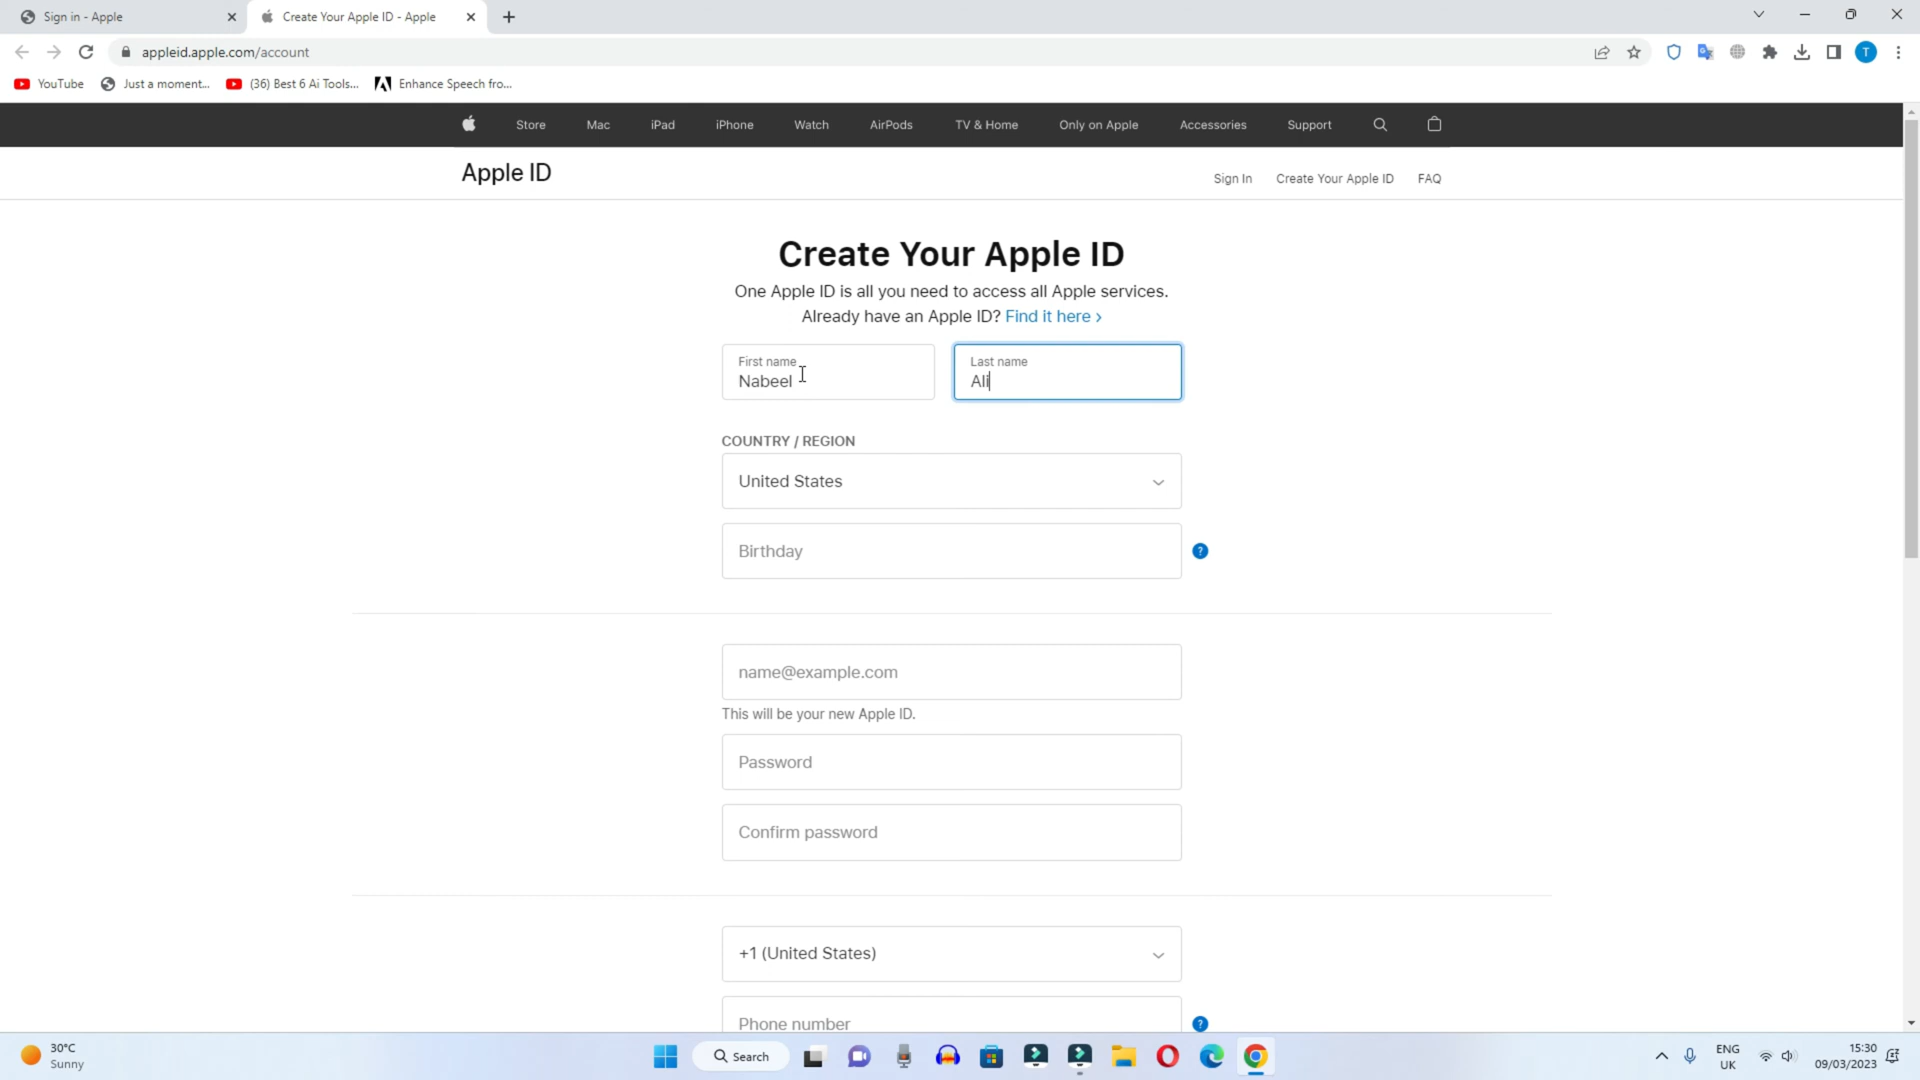 Sign in - Apple
Create Your Apple ID - Apple
appleid.apple.com/account
T
YouTube
Just a moment...
(36) Best 6 Ai Tools...
Enhance Speech fro...
Store
Mac
iPad
iPhone
Watch
AirPods
TV & Home
Only on Apple
Accessories
Support
Apple ID
Sign In
Create Your Apple ID
FAQ
Create Your Apple ID
One Apple ID is all you need to access all Apple services.
Already have an Apple ID? Find it here ›
First name
Nabeel
Last name
Ali
COUNTRY / REGION
United States
Birthday
?
name@example.com
This will be your new Apple ID.
Password
Confirm password
+1 (United States)
Phone number
?
30°C
Sunny
Search
ENG
UK
15:30
09/03/2023